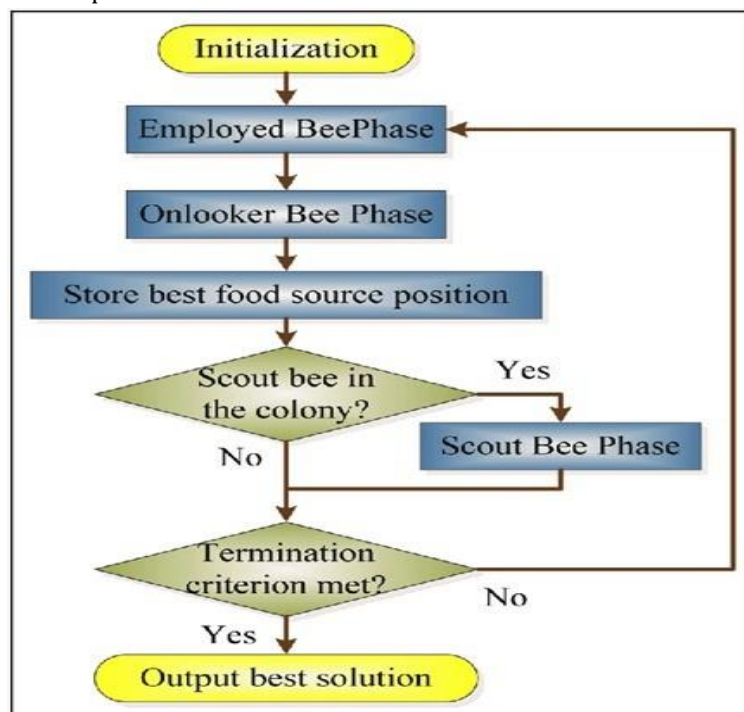 Initialization
Employed BeePhase
Onlooker Bee Phase
Store best food source position
Scout bee in
the colony?
Yes
Scout Bee Phase
No
Termination
criterion met?
No
Yes
Output best solution